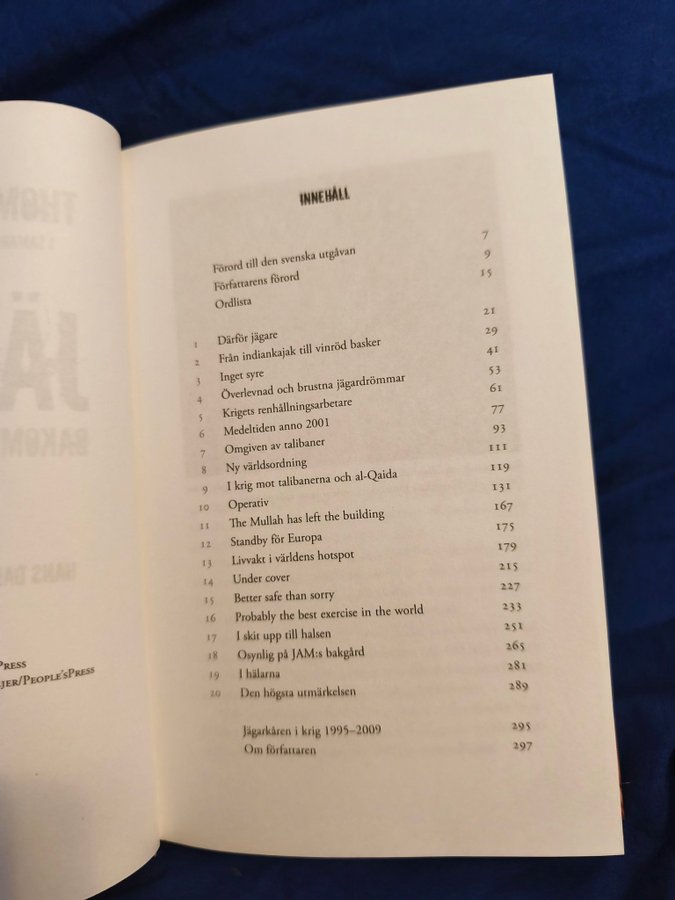 INNEHÅLL
Förord till den svenska utgåvan 7
Författarens förord 9
Ordlista 15
1 Därför jägare 21
2 Från indiankajak till vinröd basker 29
3 Inget syre 41
4 Överlevnad och brustna jägardrömmar 53
5 Krigets renhållningsarbetare 61
6 Medeltiden anno 2001 77
7 Omgiven av talibaner 93
8 Ny världsordning 111
9 I krig mot talibanerna och al-Qaida 119
10 Operativ 131
11 The Mullah has left the building 167
12 Standby för Europa 175
13 Livvakt i världens hotspot 179
14 Under cover 215
15 Better safe than sorry 227
16 Probably the best exercise in the world 233
17 I skit upp till halsen 251
18 Osynlig på JAM:s bakgård 265
19 I hälarna 281
20 Den högsta utmärkelsen 289
Jägarkåren i krig 1995–2009 295
Om författaren 297
Press
jer/People'sPress